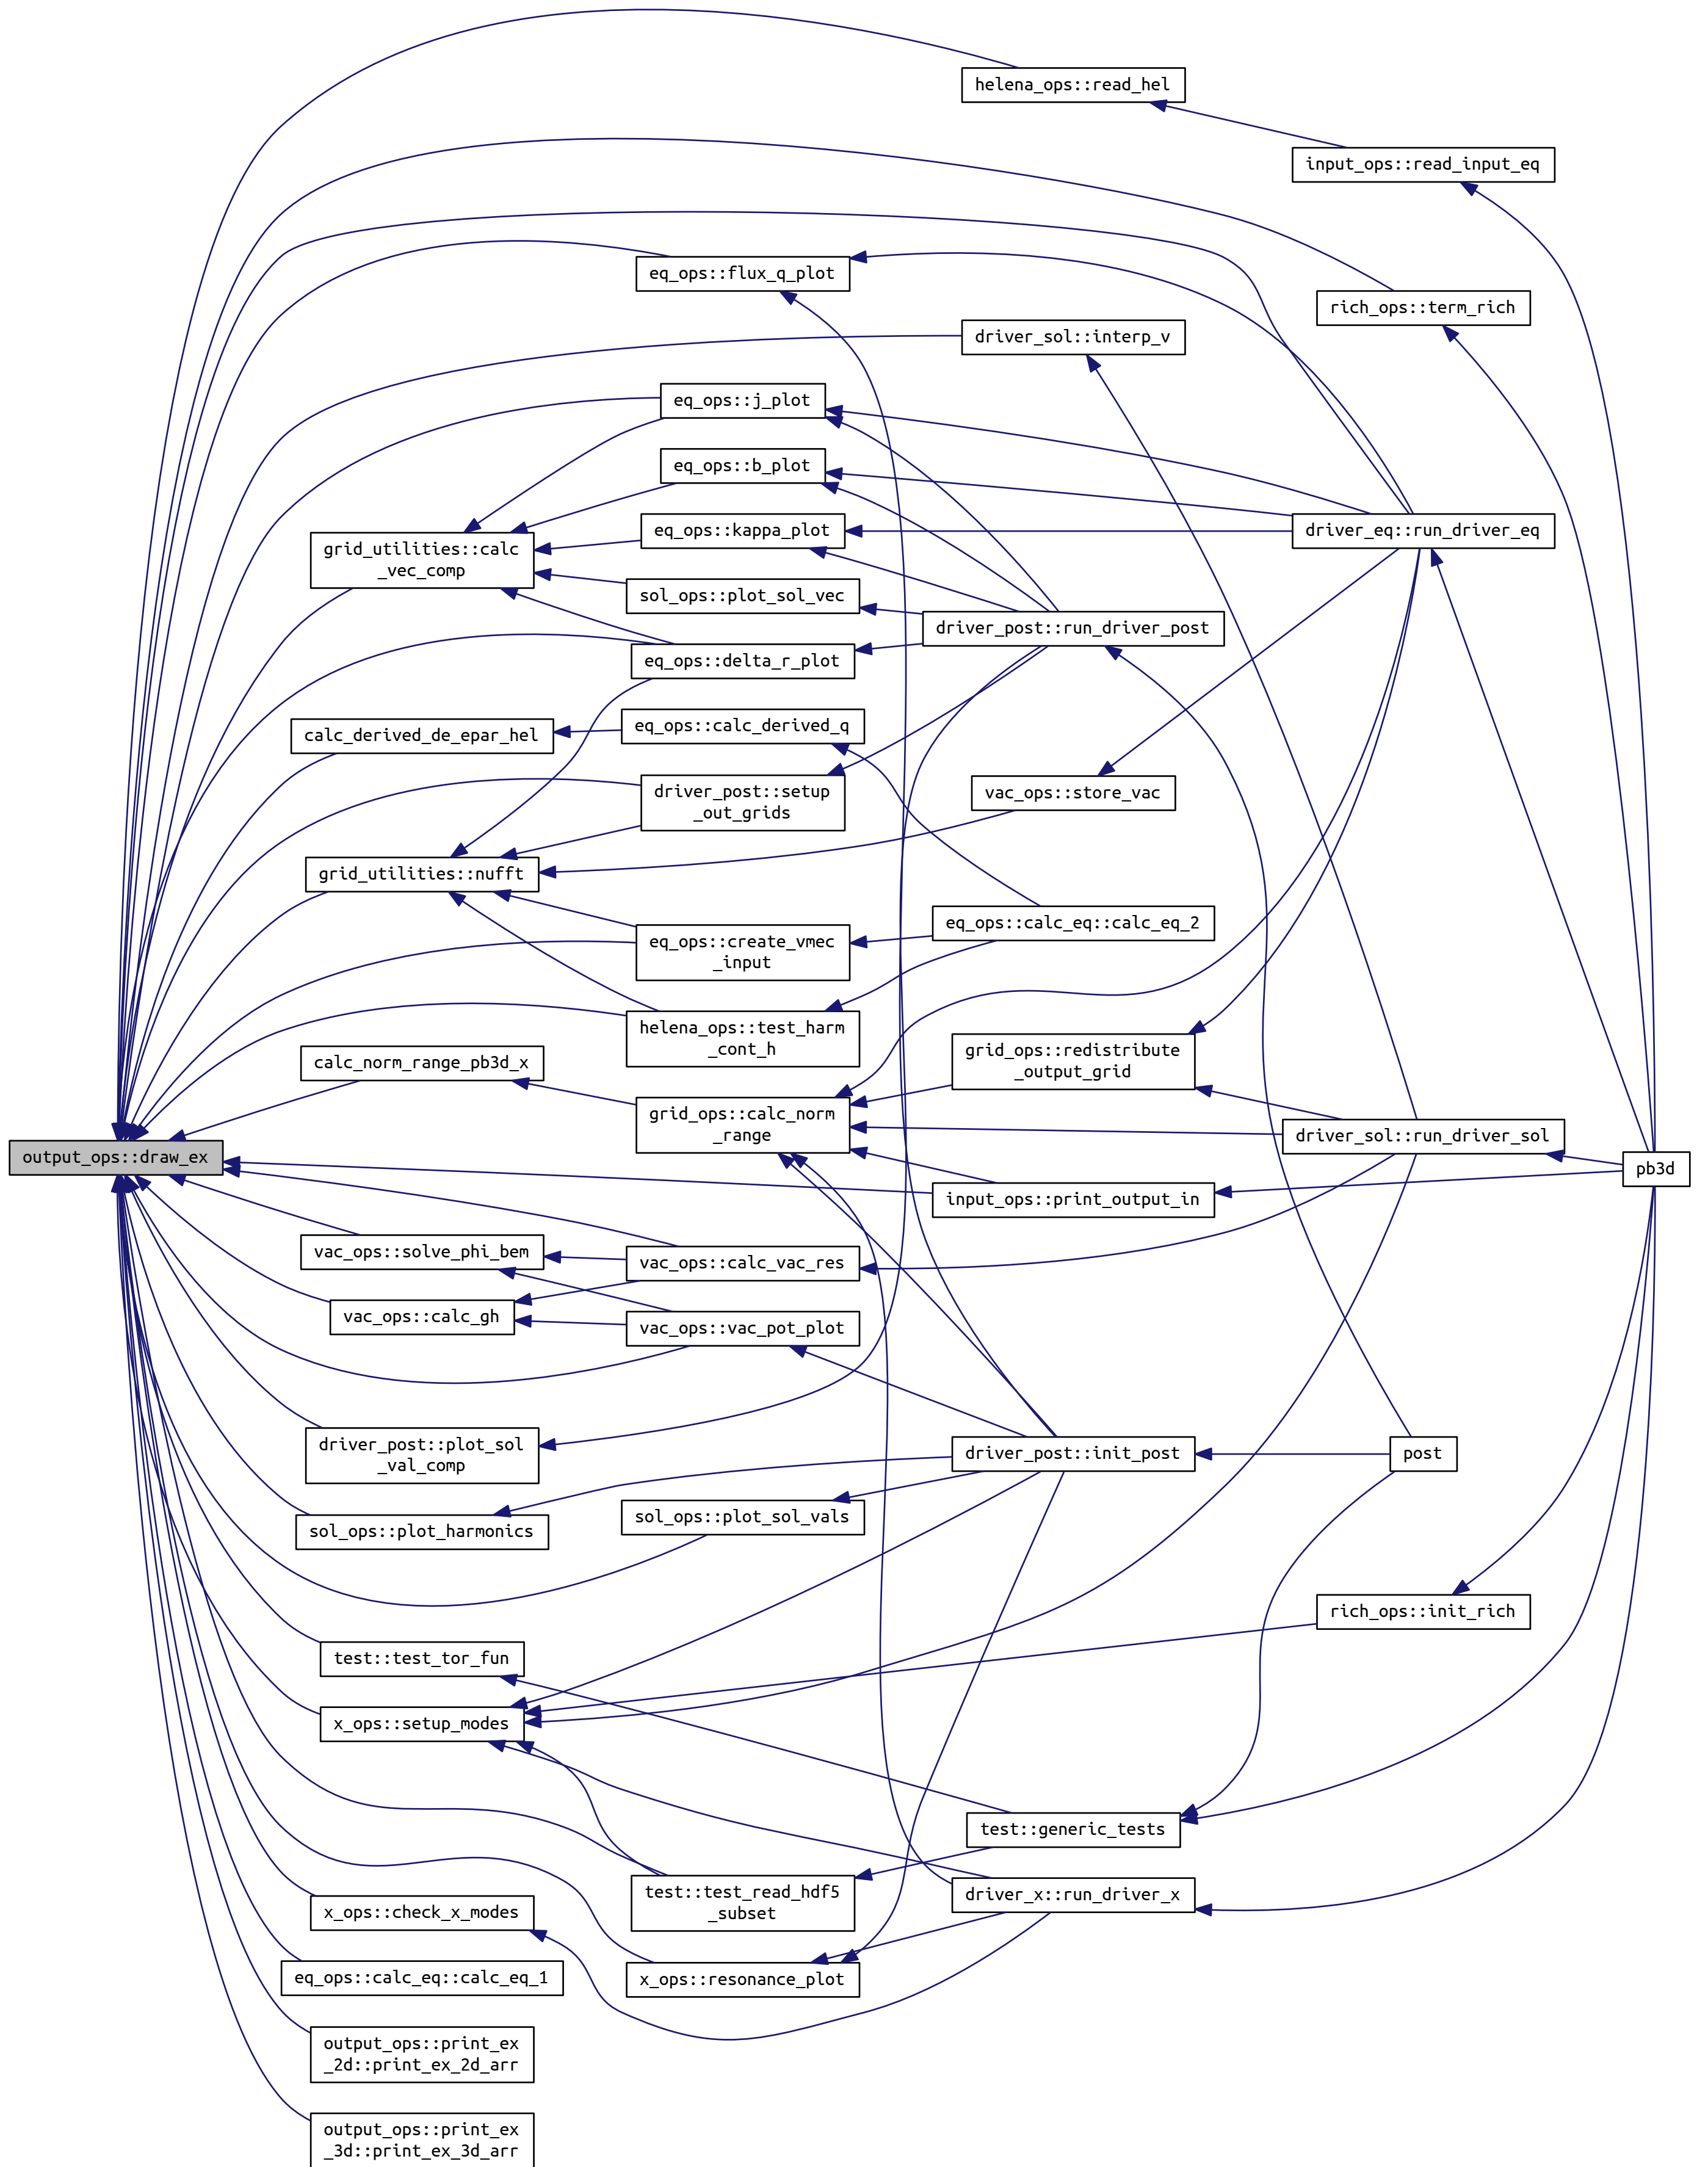 helena_ops::read_hel
input_ops::read_input_eq
eq_ops::flux_q_plot
rich_ops::term_rich
driver_sol::interp_v
eq_ops::j_plot
eq_ops::b_plot
grid_utilities::calc
_vec_comp
eq_ops::kappa_plot
driver_eq::run_driver_eq
sol_ops::plot_sol_vec
driver_post::run_driver_post
eq_ops::delta_r_plot
calc_derived_de_epar_hel
eq_ops::calc_derived_q
driver_post::setup
_out_grids
vac_ops::store_vac
grid_utilities::nufft
eq_ops::create_vmec
_input
eq_ops::calc_eq::calc_eq_2
helena_ops::test_harm
_cont_h
calc_norm_range_pb3d_x
grid_ops::redistribute
_output_grid
grid_ops::calc_norm
_range
driver_sol::run_driver_sol
output_ops::draw_ex
pb3d
input_ops::print_output_in
vac_ops::solve_phi_bem
vac_ops::calc_vac_res
vac_ops::calc_gh
vac_ops::vac_pot_plot
driver_post::plot_sol
_val_comp
driver_post::init_post
post
sol_ops::plot_harmonics
sol_ops::plot_sol_vals
rich_ops::init_rich
test::test_tor_fun
x_ops::setup_modes
test::generic_tests
test::test_read_hdf5
_subset
driver_x::run_driver_x
x_ops::check_x_modes
eq_ops::calc_eq::calc_eq_1
x_ops::resonance_plot
output_ops::print_ex
_2d::print_ex_2d_arr
output_ops::print_ex
_3d::print_ex_3d_arr